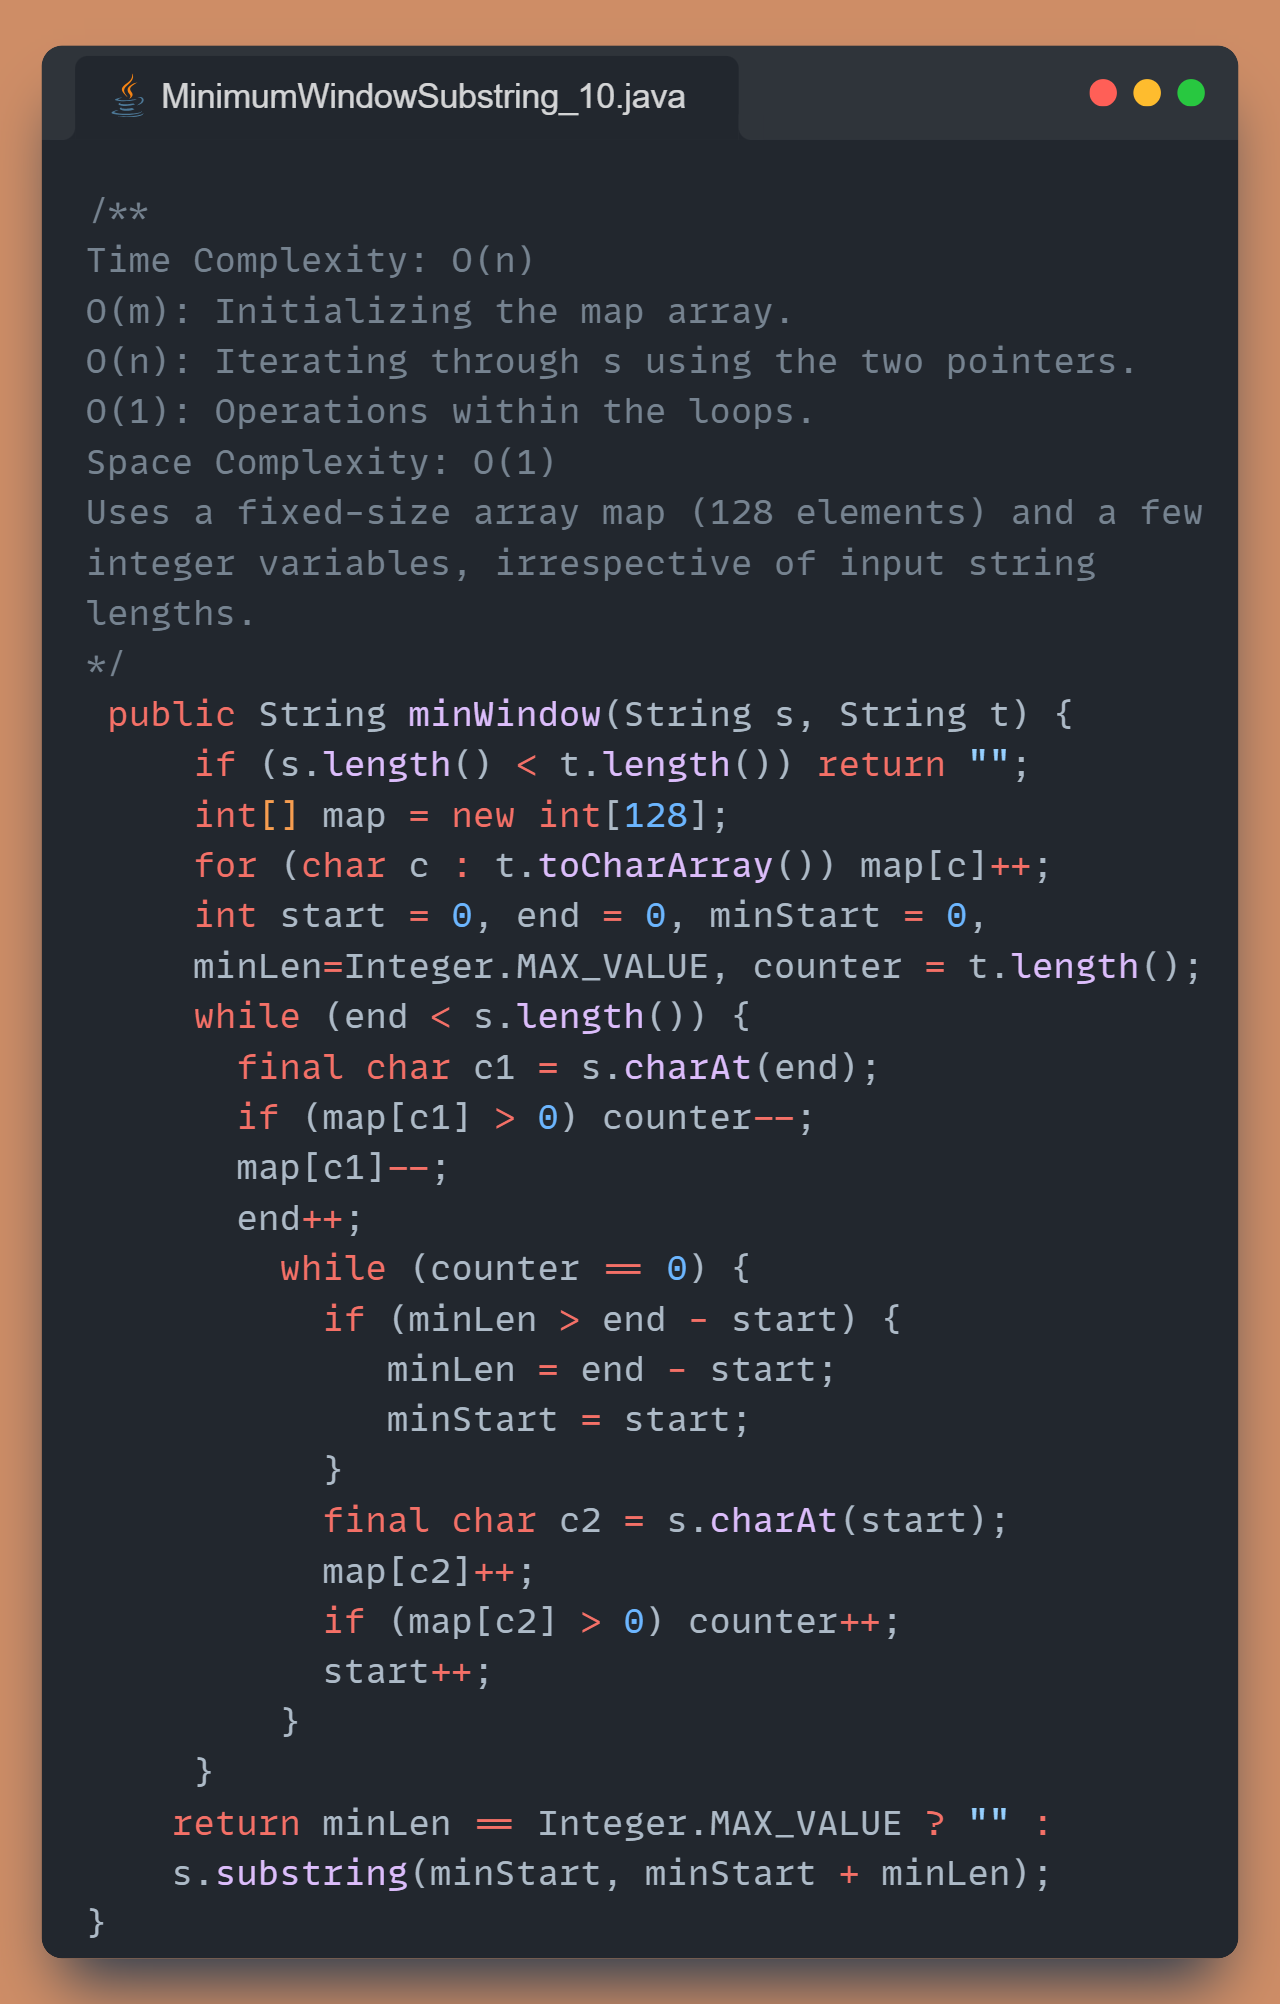 MinimumWindowSubstring_10.java
/**
Time Complexity: O(n)
O(m): Initializing the map array.
O(n): Iterating through s using the two pointers.
O(1): Operations within the loops.
Space Complexity: O(1)
Uses a fixed-size array map (128 elements) and a few
integer variables, irrespective of input string
lengths.
*/
public String minWindow(String s, String t) {
if (s.length() < t.length()) return "";
int[] map = new int[128];
for (char c : t.toCharArray()) map[c]++;
int start = 0, end = 0, minStart = 0,
minLen=Integer.MAX_VALUE, counter = t.length();
while (end < s.length()) {
final char c1 = s.charAt(end);
if (map[c1] > 0) counter--;
map[c1]--;
end++;
while (counter == 0) {
if (minLen > end - start) {
minLen = end - start;
minStart = start;
}
final char c2 = s.charAt(start);
map[c2]++;
if (map[c2] > 0) counter++;
start++;
}
}
return minLen == Integer.MAX_VALUE ? "" :
s.substring(minStart, minStart + minLen);
}